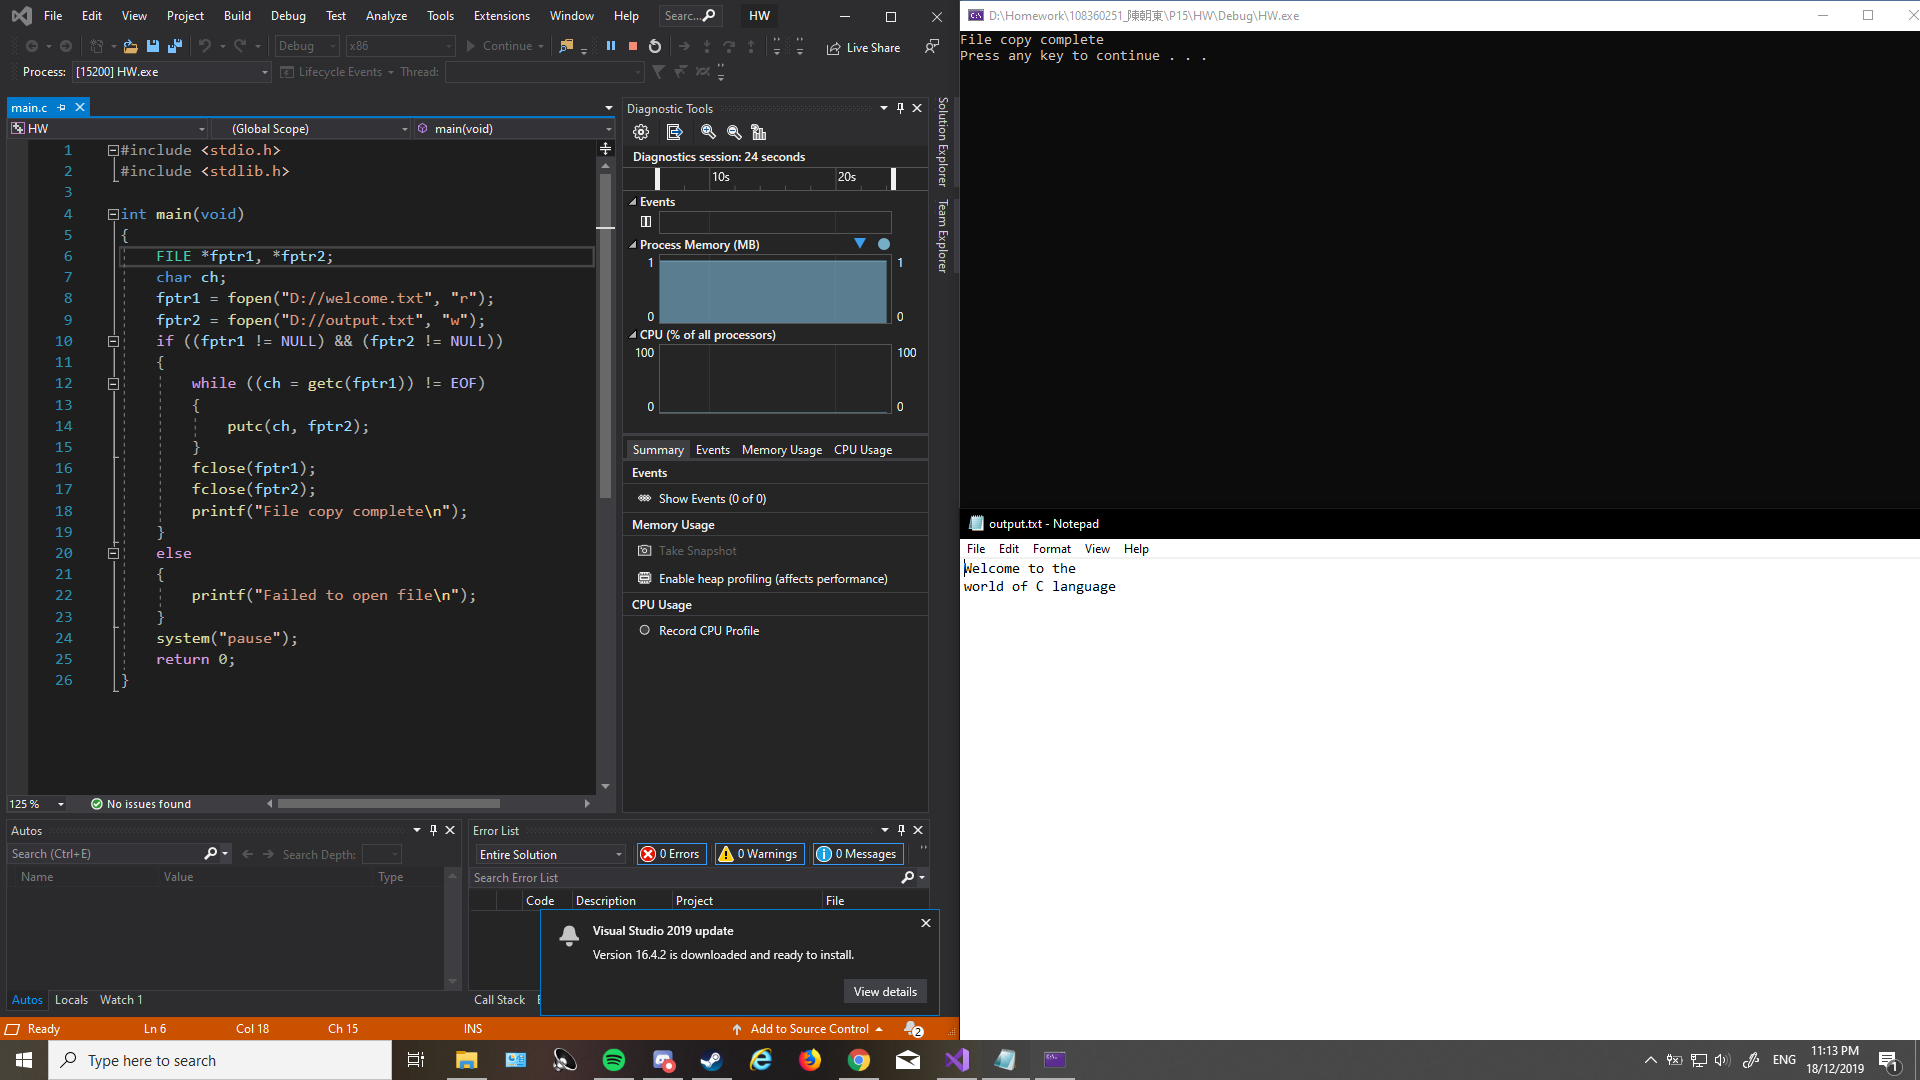 File Edit View Project Build Debug Test Analyze Tools Extensions Window Help Searc... HW
Debug x86 Continue Live Share
Process: [15200] HW.exe Lifecycle Events Thread:
main.c
HW (Global Scope) main(void)
1 #include <stdio.h>
2 #include <stdlib.h>
3
4 int main(void)
5 {
6 FILE *fptr1, *fptr2;
7 char ch;
8 fptr1 = fopen("D://welcome.txt", "r");
9 fptr2 = fopen("D://output.txt", "w");
10 if ((fptr1 != NULL) && (fptr2 != NULL))
11 {
12 while ((ch = getc(fptr1)) != EOF)
13 {
14 putc(ch, fptr2);
15 }
16 fclose(fptr1);
17 fclose(fptr2);
18 printf("File copy complete\n");
19 }
20 else
21 {
22 printf("Failed to open file\n");
23 }
24 system("pause");
25 return 0;
26 }
125 % No issues found
Diagnostic Tools
Diagnostics session: 24 seconds
10s 20s
Events
Process Memory (MB)
1 1
0 0
CPU (% of all processors)
100 100
0 0
Summary Events Memory Usage CPU Usage
Events
Show Events (0 of 0)
Memory Usage
Take Snapshot
Enable heap profiling (affects performance)
CPU Usage
Record CPU Profile
Solution Explorer
Team Explorer
Autos
Search (Ctrl+E) Search Depth:
Name Value Type
Autos Locals Watch 1
Error List
Entire Solution 0 Errors 0 Warnings 0 Messages
Search Error List
Code Description Project File
Visual Studio 2019 update
Version 16.4.2 is downloaded and ready to install.
View details
Call Stack
Ready Ln 6 Col 18 Ch 15 INS Add to Source Control 2
D:\Homework\108360251_陳朝東\P15\HW\Debug\HW.exe
File copy complete
Press any key to continue . . .
output.txt - Notepad
File Edit Format View Help
Welcome to the
world of C language
Type here to search
ENG
11:13 PM
18/12/2019
1